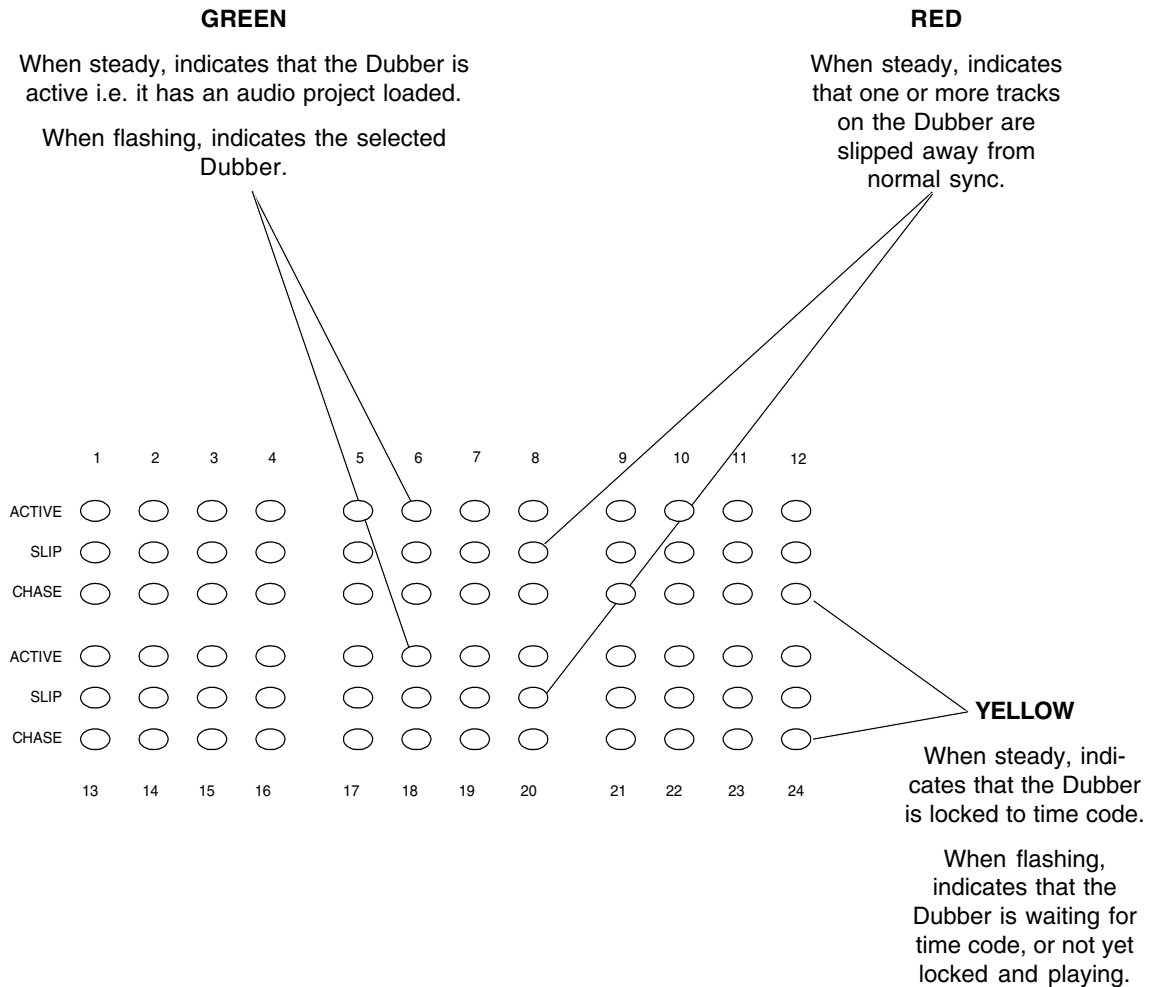 GREEN
When steady, indicates that the Dubber is
active i.e. it has an audio project loaded.
When flashing, indicates the selected
Dubber.
RED
When steady, indicates
that one or more tracks
on the Dubber are
slipped away from
normal sync.
1 2 3 4 5 6 7 8 9 10 11 12
ACTIVE
SLIP
CHASE
ACTIVE
SLIP
CHASE
13 14 15 16 17 18 19 20 21 22 23 24
YELLOW
When steady, indi-
cates that the Dubber
is locked to time code.
When flashing,
indicates that the
Dubber is waiting for
time code, or not yet
locked and playing.